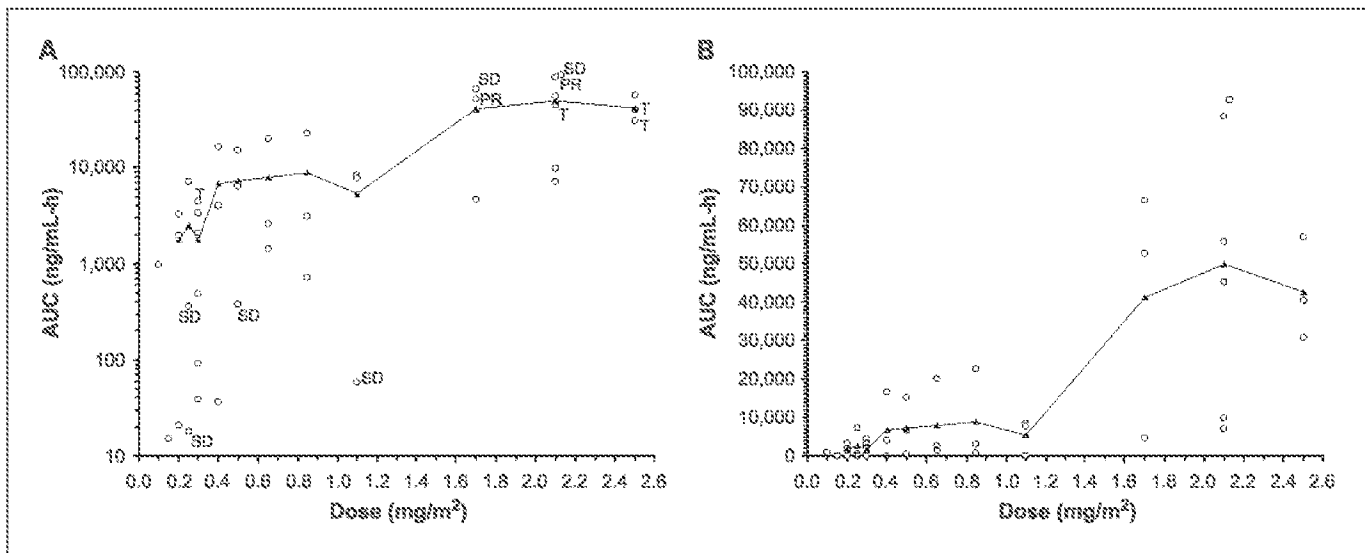 A
100,000
10,000
1,000
100
10
AUC (ng/mL-h)
SD
PR
SD
PR
T
T
T
T
SD
SD
SD
SD
0.0 0.2 0.4 0.6 0.8 1.0 1.2 1.4 1.6 1.8 2.0 2.2 2.4 2.6
Dose (mg/m²)
B
100,000
90,000
80,000
70,000
60,000
50,000
40,000
30,000
20,000
10,000
0
AUC (ng/mL-h)
0.0 0.2 0.4 0.6 0.8 1.0 1.2 1.4 1.6 1.8 2.0 2.2 2.4 2.6
Dose (mg/m²)